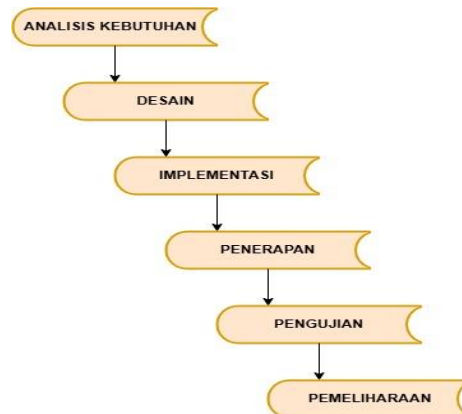 ANALISIS KEBUTUHAN
DESAIN
IMPLEMENTASI
PENERAPAN
PENGUJIAN
PEMELIHARAAN